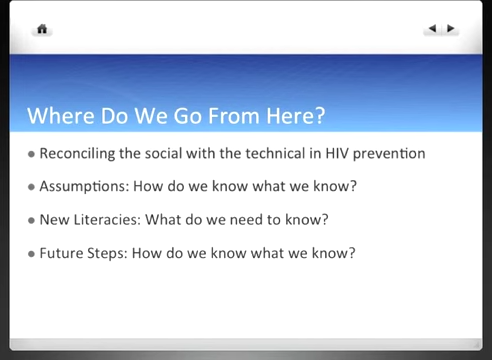 Where Do We Go From Here?
Reconciling the social with the technical in HIV prevention
Assumptions: How do we know what we know?
New Literacies: What do we need to know?
Future Steps: How do we know what we know?